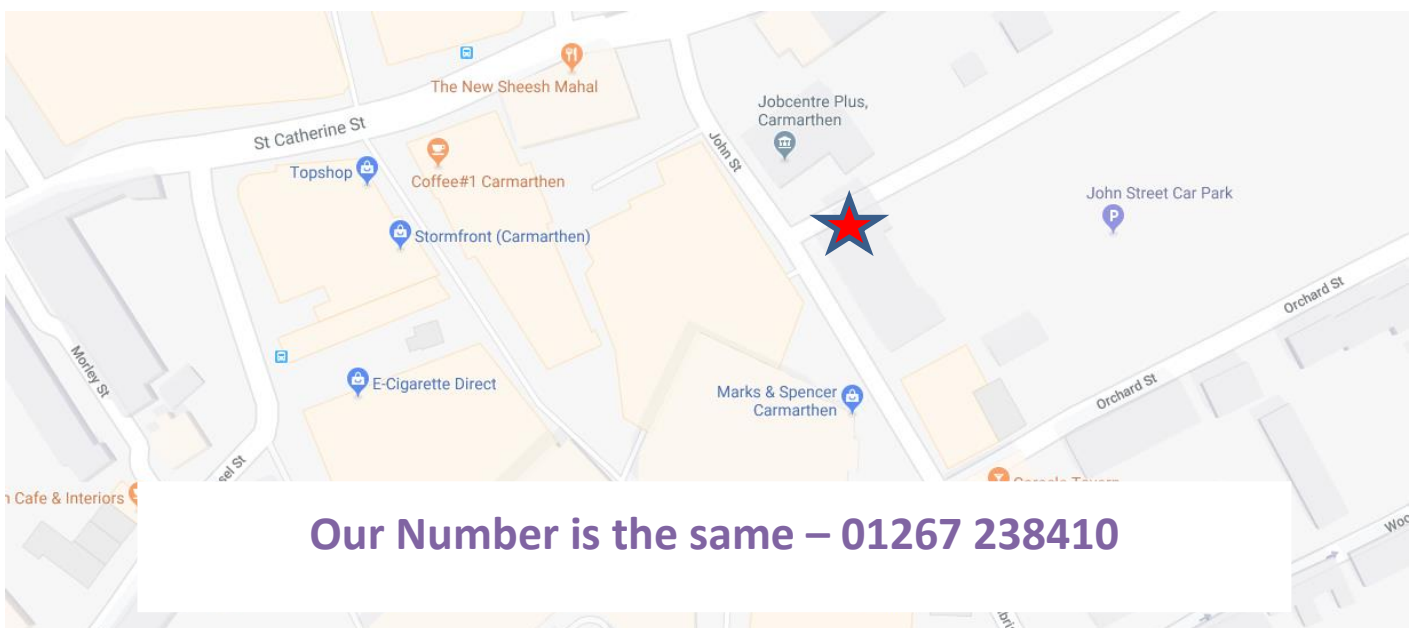 The New Sheesh Mahal
St Catherine St
Topshop
Coffee#1 Carmarthen
Stormfront (Carmarthen)
John St
Jobcentre Plus,
Carmarthen
John Street Car Park
P
Orchard St
Morley St
E-Cigarette Direct
Marks & Spencer
Carmarthen
Orchard St
Cafe & Interiors
Our Number is the same – 01267 238410